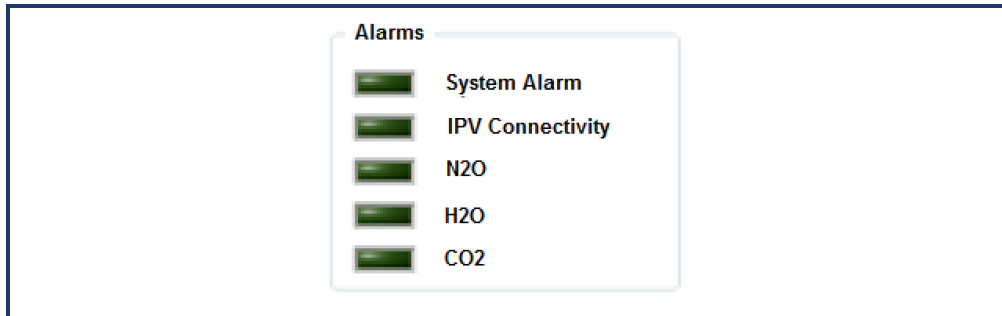 Alarms
System Alarm
IPV Connectivity
N2O
H2O
CO2